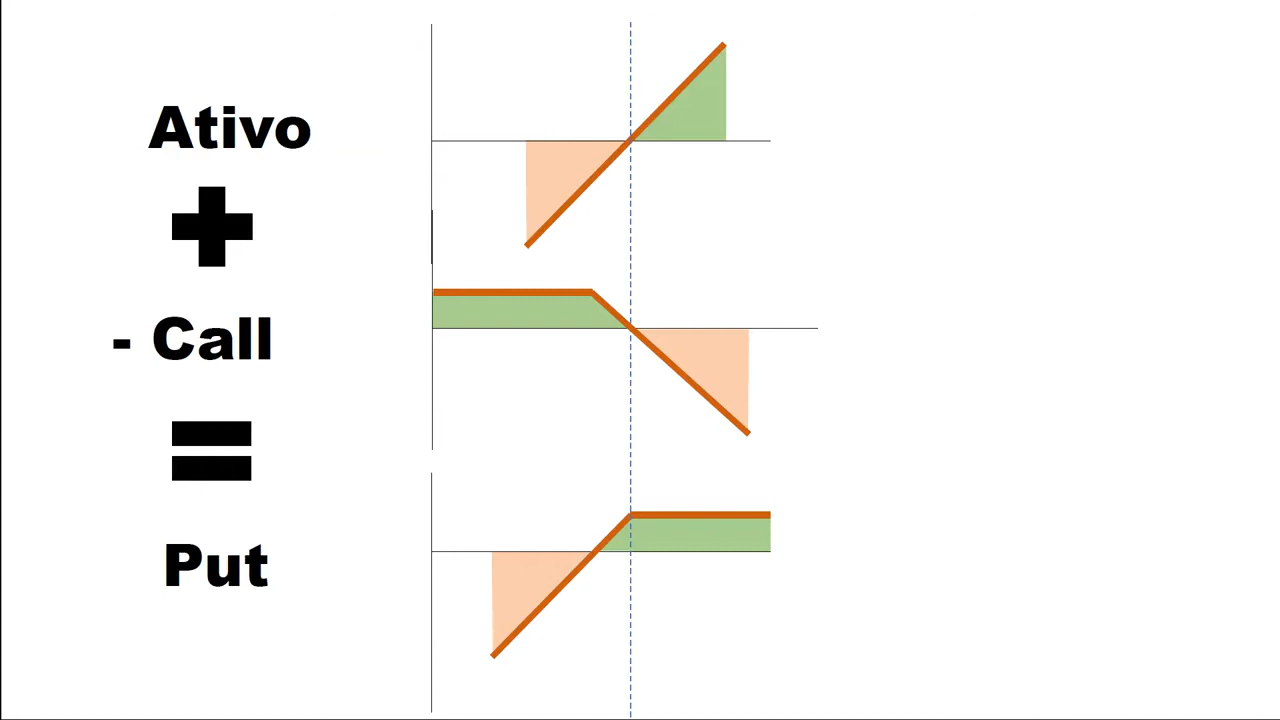 Ativo
+
- Call
=
Put